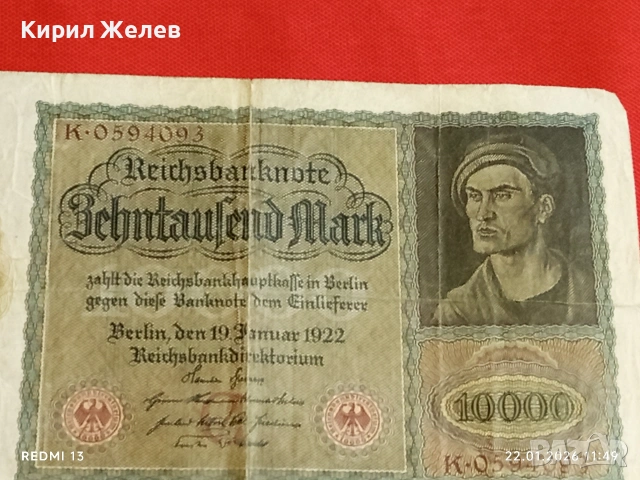 Кирил Желев
K·0594093
Reichsbanknote
Zehntausend Mark
zahlt die Reichsbankhauptkasse in Berlin
gegen diese Banknote dem Einlieferer
Berlin, den 19. Januar 1922
Reichsbankdirektorium
10000
REDMI 13
22.01.2026 11:49